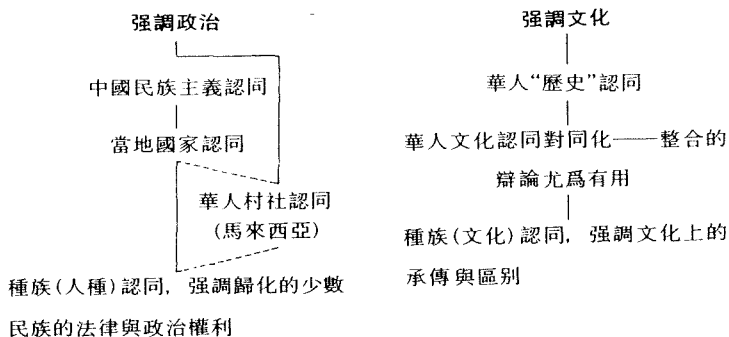 强調政治
中國民族主義認同
當地國家認同
華人村社認同
(馬來西亞)
種族(人種)認同，强調歸化的少數
民族的法律與政治權利
强調文化
華人“歷史”認同
華人文化認同對同化——整合的
辯論尤爲有用
種族(文化)認同，强調文化上的
承傳與區别